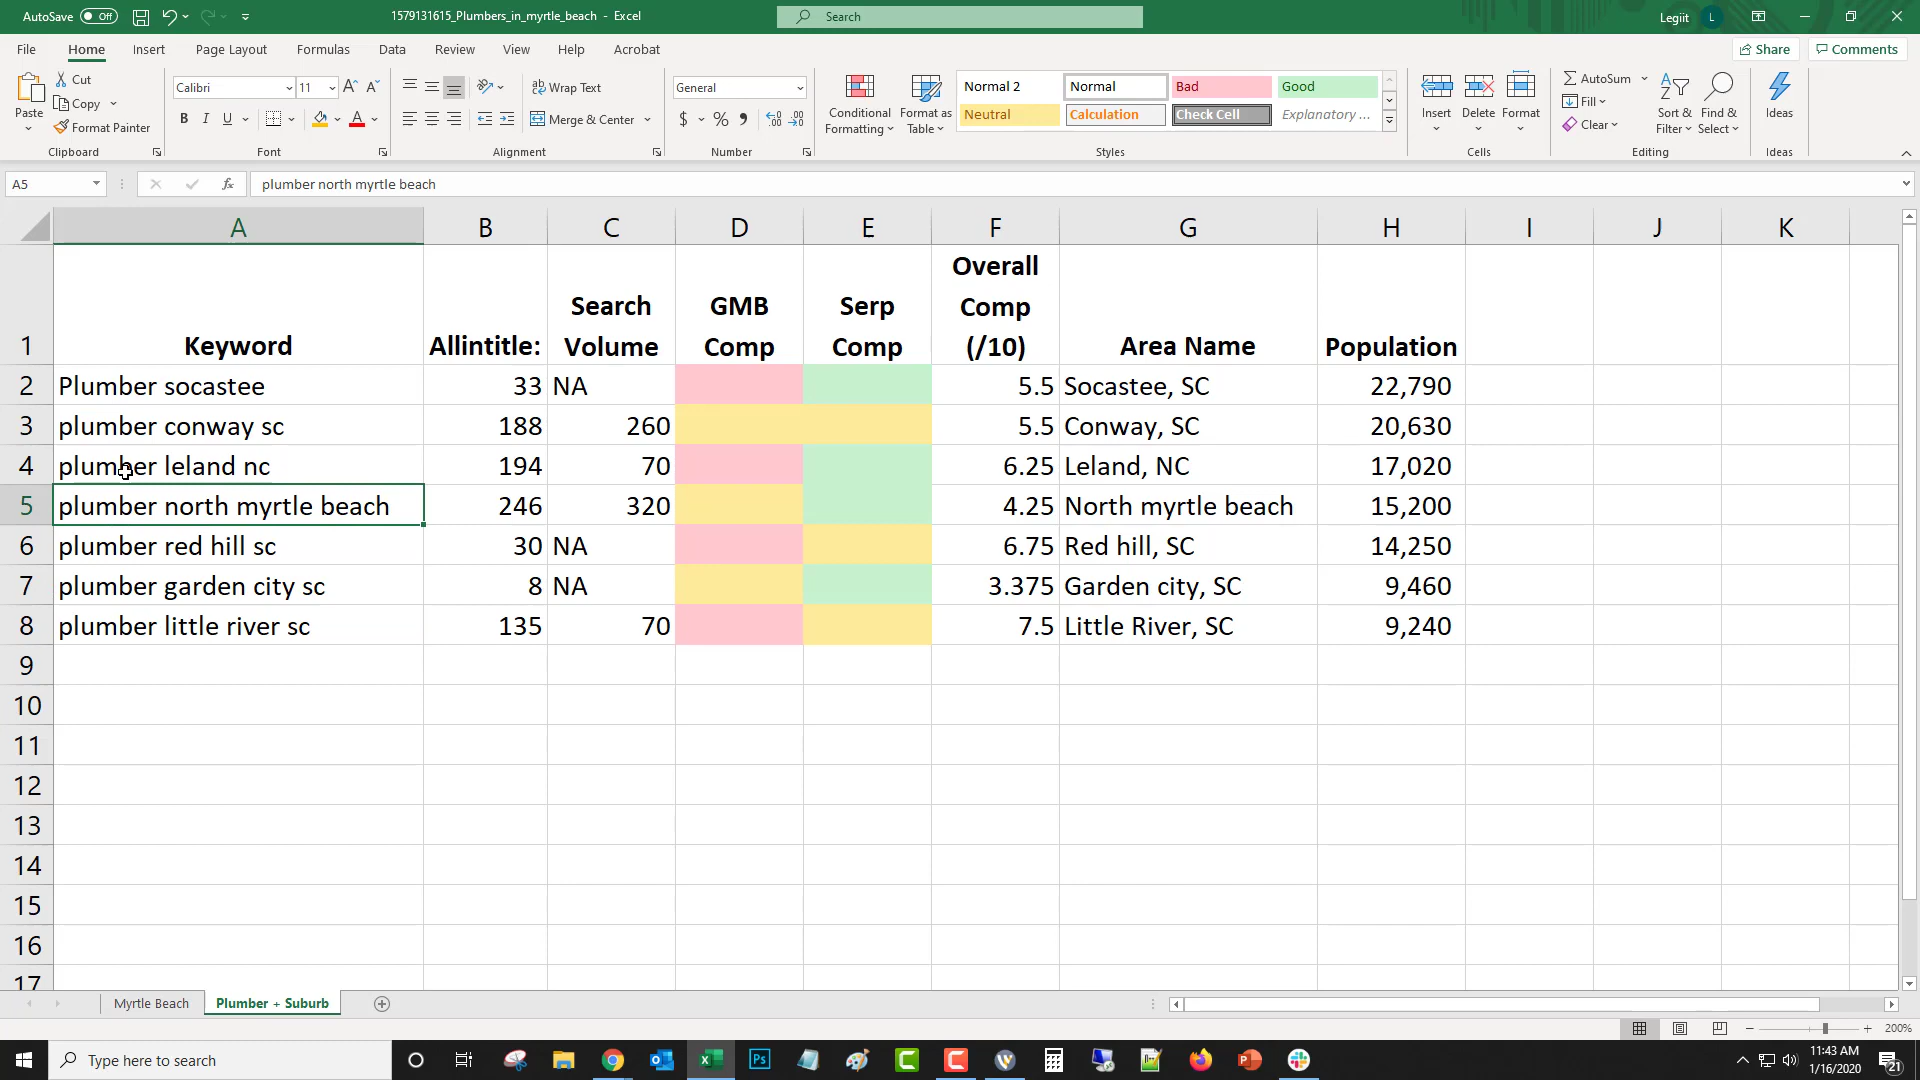 AutoSave Off 1579131615_Plumbers_in_myrtle_beach - Excel Search Legiit L
File Home Insert Page Layout Formulas Data Review View Help Acrobat Share Comments
Paste Cut Copy Format Painter
Clipboard
Calibri 11
B I U A
Font
Wrap Text
Merge & Center
Alignment
General
$ % ,
Number
Conditional Formatting
Format as Table
Normal 2 Normal Bad Good
Neutral Calculation Check Cell Explanatory ...
Styles
Insert Delete Format
Cells
AutoSum
Fill
Clear
Sort & Filter
Find & Select
Editing
Ideas
Ideas
A5 fx plumber north myrtle beach
A B C D E F G H I J K
1 Keyword Allintitle: Search Volume GMB Comp Serp Comp Overall Comp (/10) Area Name Population
2 Plumber socastee 33 NA 5.5 Socastee, SC 22,790
3 plumber conway sc 188 260 5.5 Conway, SC 20,630
4 plumber leland nc 194 70 6.25 Leland, NC 17,020
5 plumber north myrtle beach 246 320 4.25 North myrtle beach 15,200
6 plumber red hill sc 30 NA 6.75 Red hill, SC 14,250
7 plumber garden city sc 8 NA 3.375 Garden city, SC 9,460
8 plumber little river sc 135 70 7.5 Little River, SC 9,240
9
10
11
12
13
14
15
16
17
Myrtle Beach Plumber + Suburb
200%
Type here to search
Ps
11:43 AM
1/16/2020
21